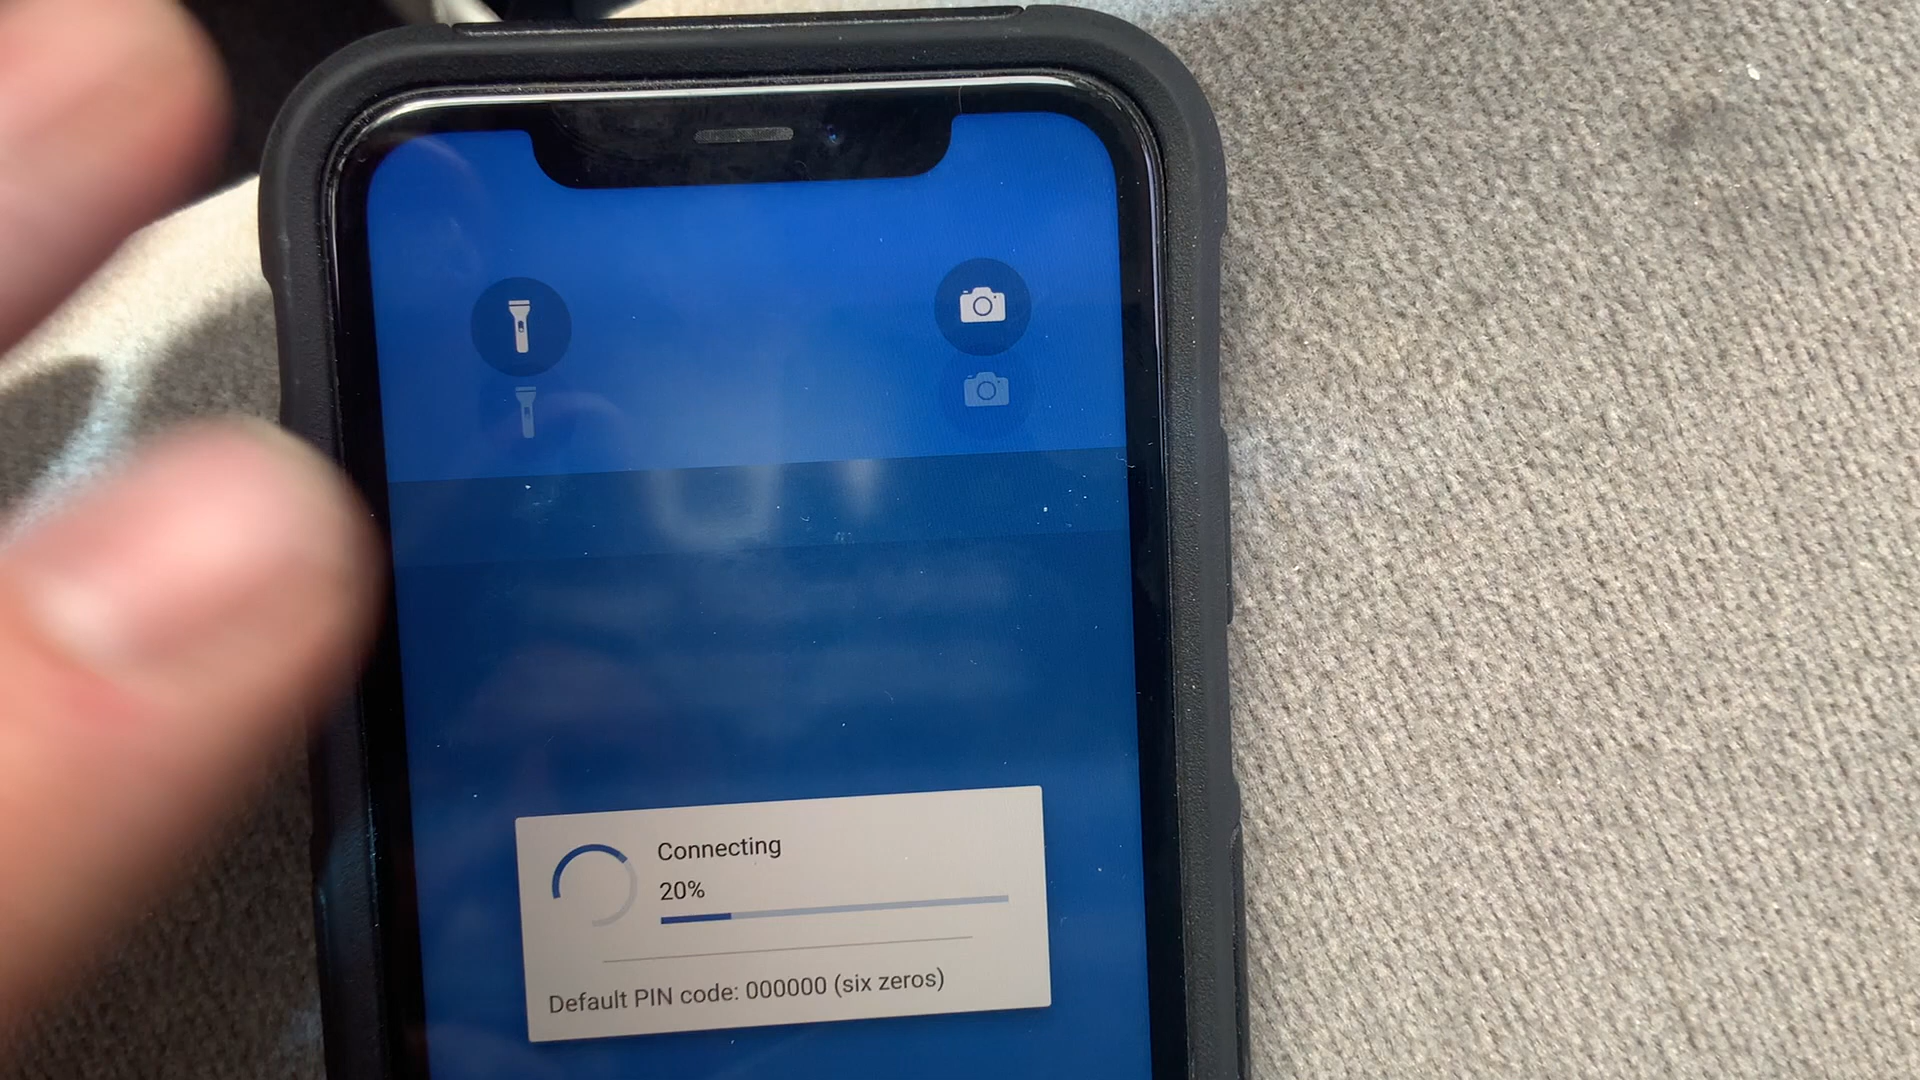 Connecting
20%
Default PIN code: 000000 (six zeros)